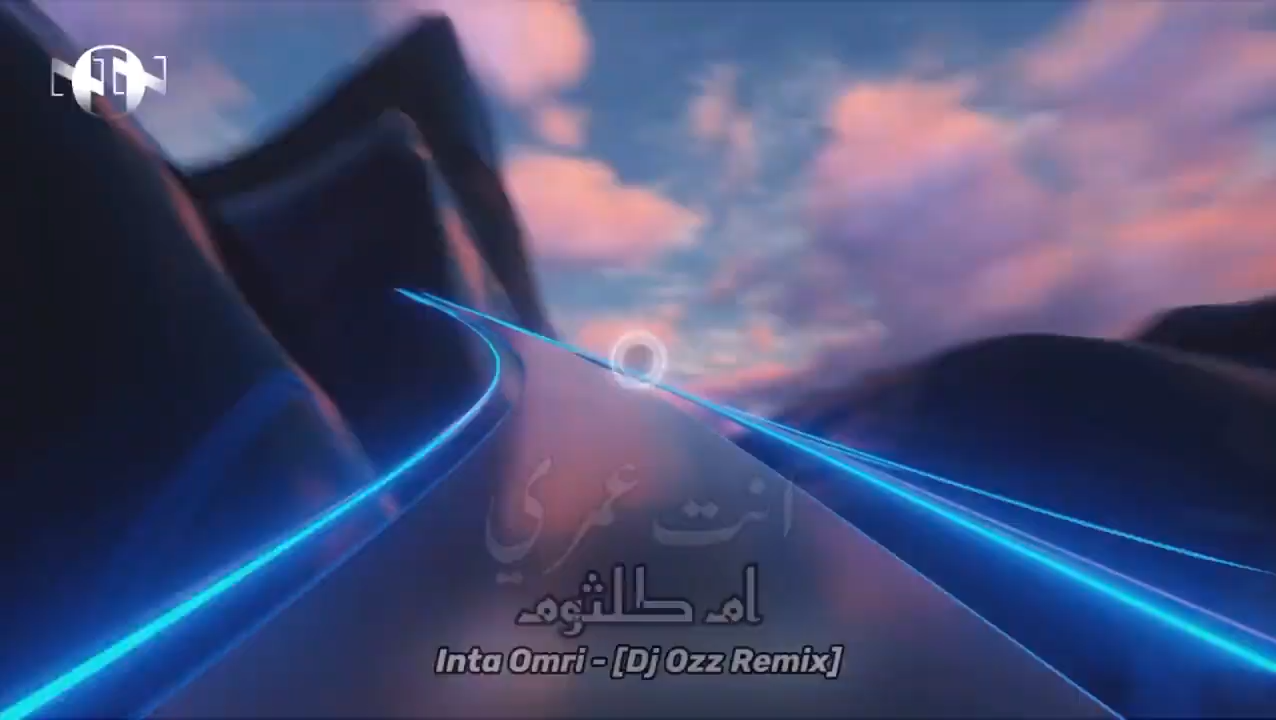 انت عمري
ام كلثوم
Inta Omri - [Dj Ozz Remix]